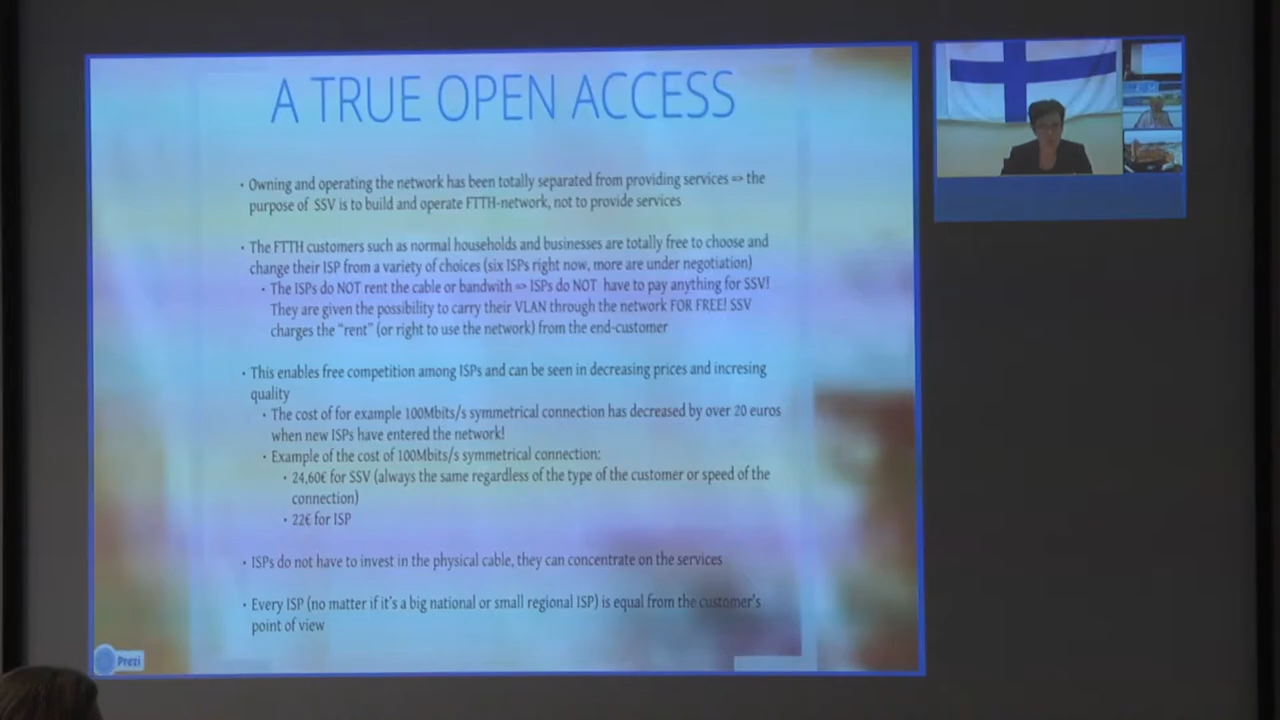 A TRUE OPEN ACCESS
• Owning and operating the network has been totally separated from providing services => the
purpose of SSV is to build and operate FTTH-network, not to provide services
• The FTTH customers such as normal households and businesses are totally free to choose and
change their ISP from a variety of choices (six ISPs right now, more are under negotiation)
• The ISPs do NOT rent the cable or bandwith => ISPs do NOT have to pay anything for SSV!
They are given the possibility to carry their VLAN through the network FOR FREE! SSV
charges the "rent" (or right to use the network) from the end-customer
• This enables free competition among ISPs and can be seen in decreasing prices and incresing
quality
• The cost of for example 100Mbits/s symmetrical connection has decreased by over 20 euros
when new ISPs have entered the network!
• Example of the cost of 100Mbits/s symmetrical connection:
• 24,60€ for SSV (always the same regardless of the type of the customer or speed of the
connection)
• 22€ for ISP
• ISPs do not have to invest in the physical cable, they can concentrate on the services
• Every ISP (no matter if it's a big national or small regional ISP) is equal from the customer's
point of view
Prezi